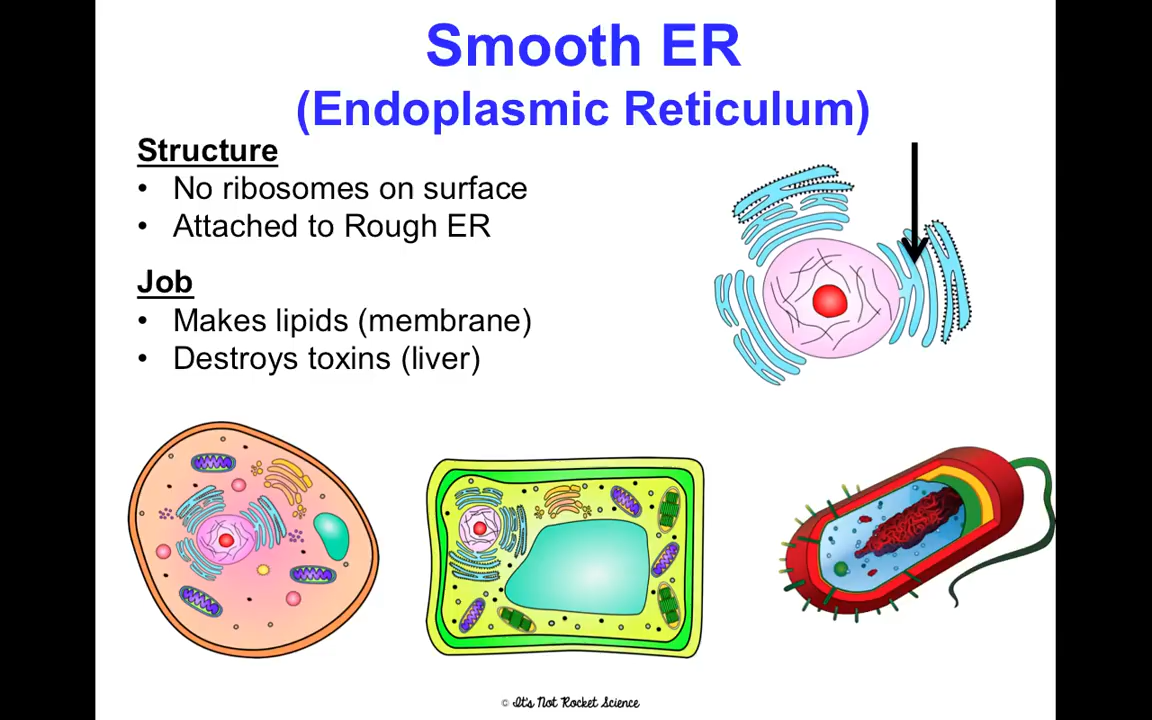 Smooth ER
(Endoplasmic Reticulum)
Structure
• No ribosomes on surface
• Attached to Rough ER
Job
• Makes lipids (membrane)
• Destroys toxins (liver)
© It's Not Rocket Science